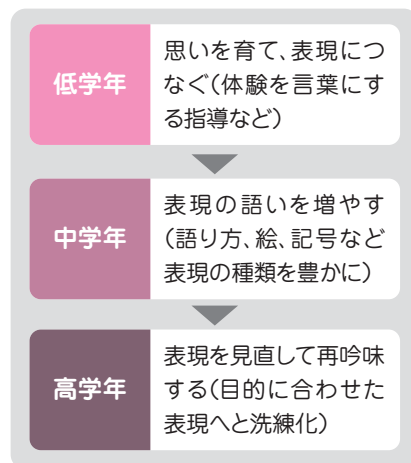 低学年
思いを育て、表現につ
なぐ(体験を言葉にす
る指導など)
中学年
表現の語いを増やす
(語り方、絵、記号など
表現の種類を豊かに)
高学年
表現を見直して再吟味
する(目的に合わせた
表現へと洗練化)